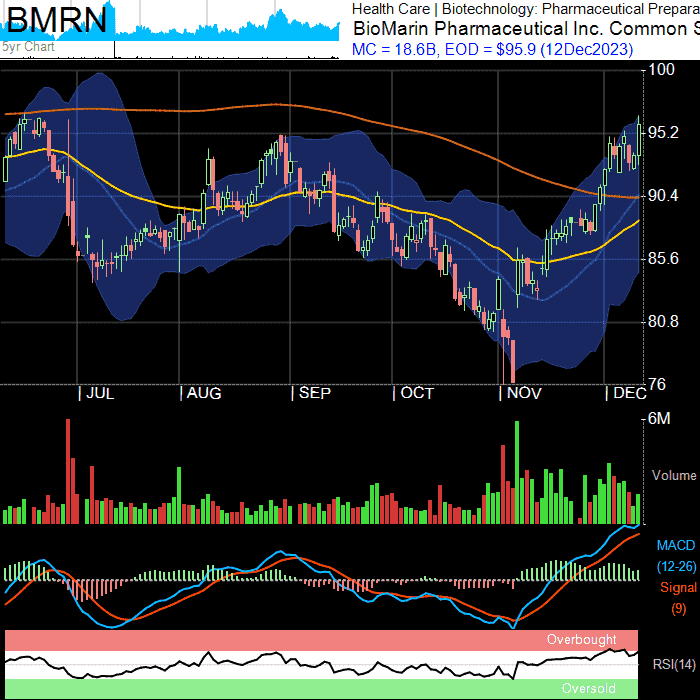 BMRN
5yr Chart
Health Care | Biotechnology: Pharmaceutical Prepara
BioMarin Pharmaceutical Inc. Common S
MC = 18.6B, EOD = $95.9 (12Dec2023)
100
95.2
90.4
85.6
80.8
76
JUL AUG SEP OCT NOV DEC
6M
Volume
MACD
(12-26)
Signal
(9)
Overbought
RSI(14)
Oversold